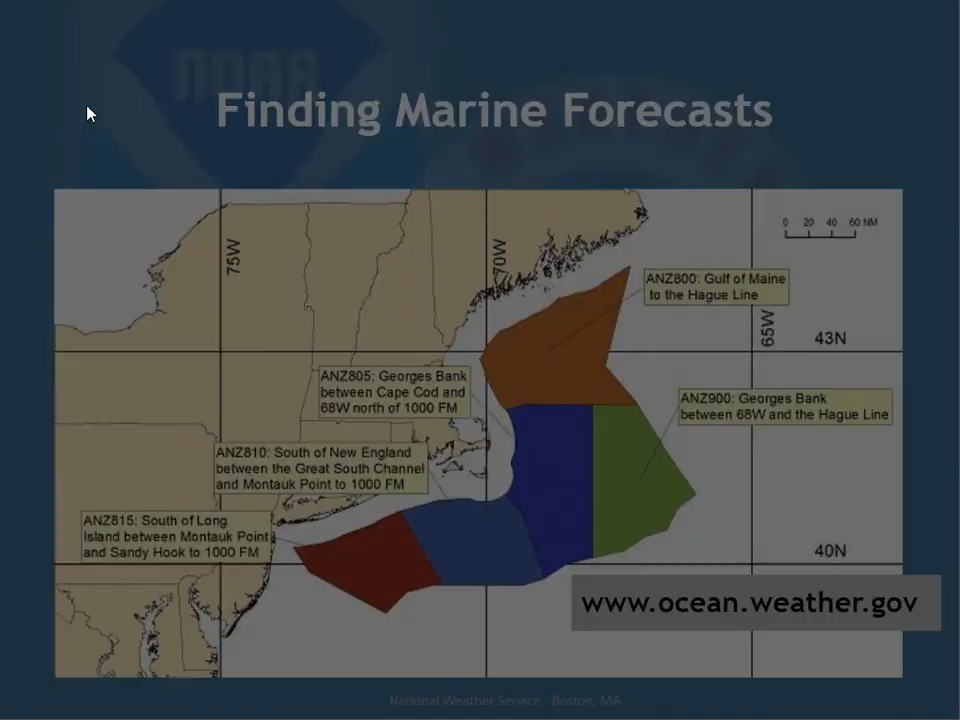 NOAA
Finding Marine Forecasts
0 20 40 60 NM
75W
70W
65W
ANZ800: Gulf of Maine
to the Hague Line
43N
ANZ805: Georges Bank
between Cape Cod and
68W north of 1000 FM
ANZ900: Georges Bank
between 68W and the Hague Line
ANZ810: South of New England
between the Great South Channel
and Montauk Point to 1000 FM
ANZ815: South of Long
Island between Montauk Point
and Sandy Hook to 1000 FM
40N
www.ocean.weather.gov
National Weather Service - Boston, MA